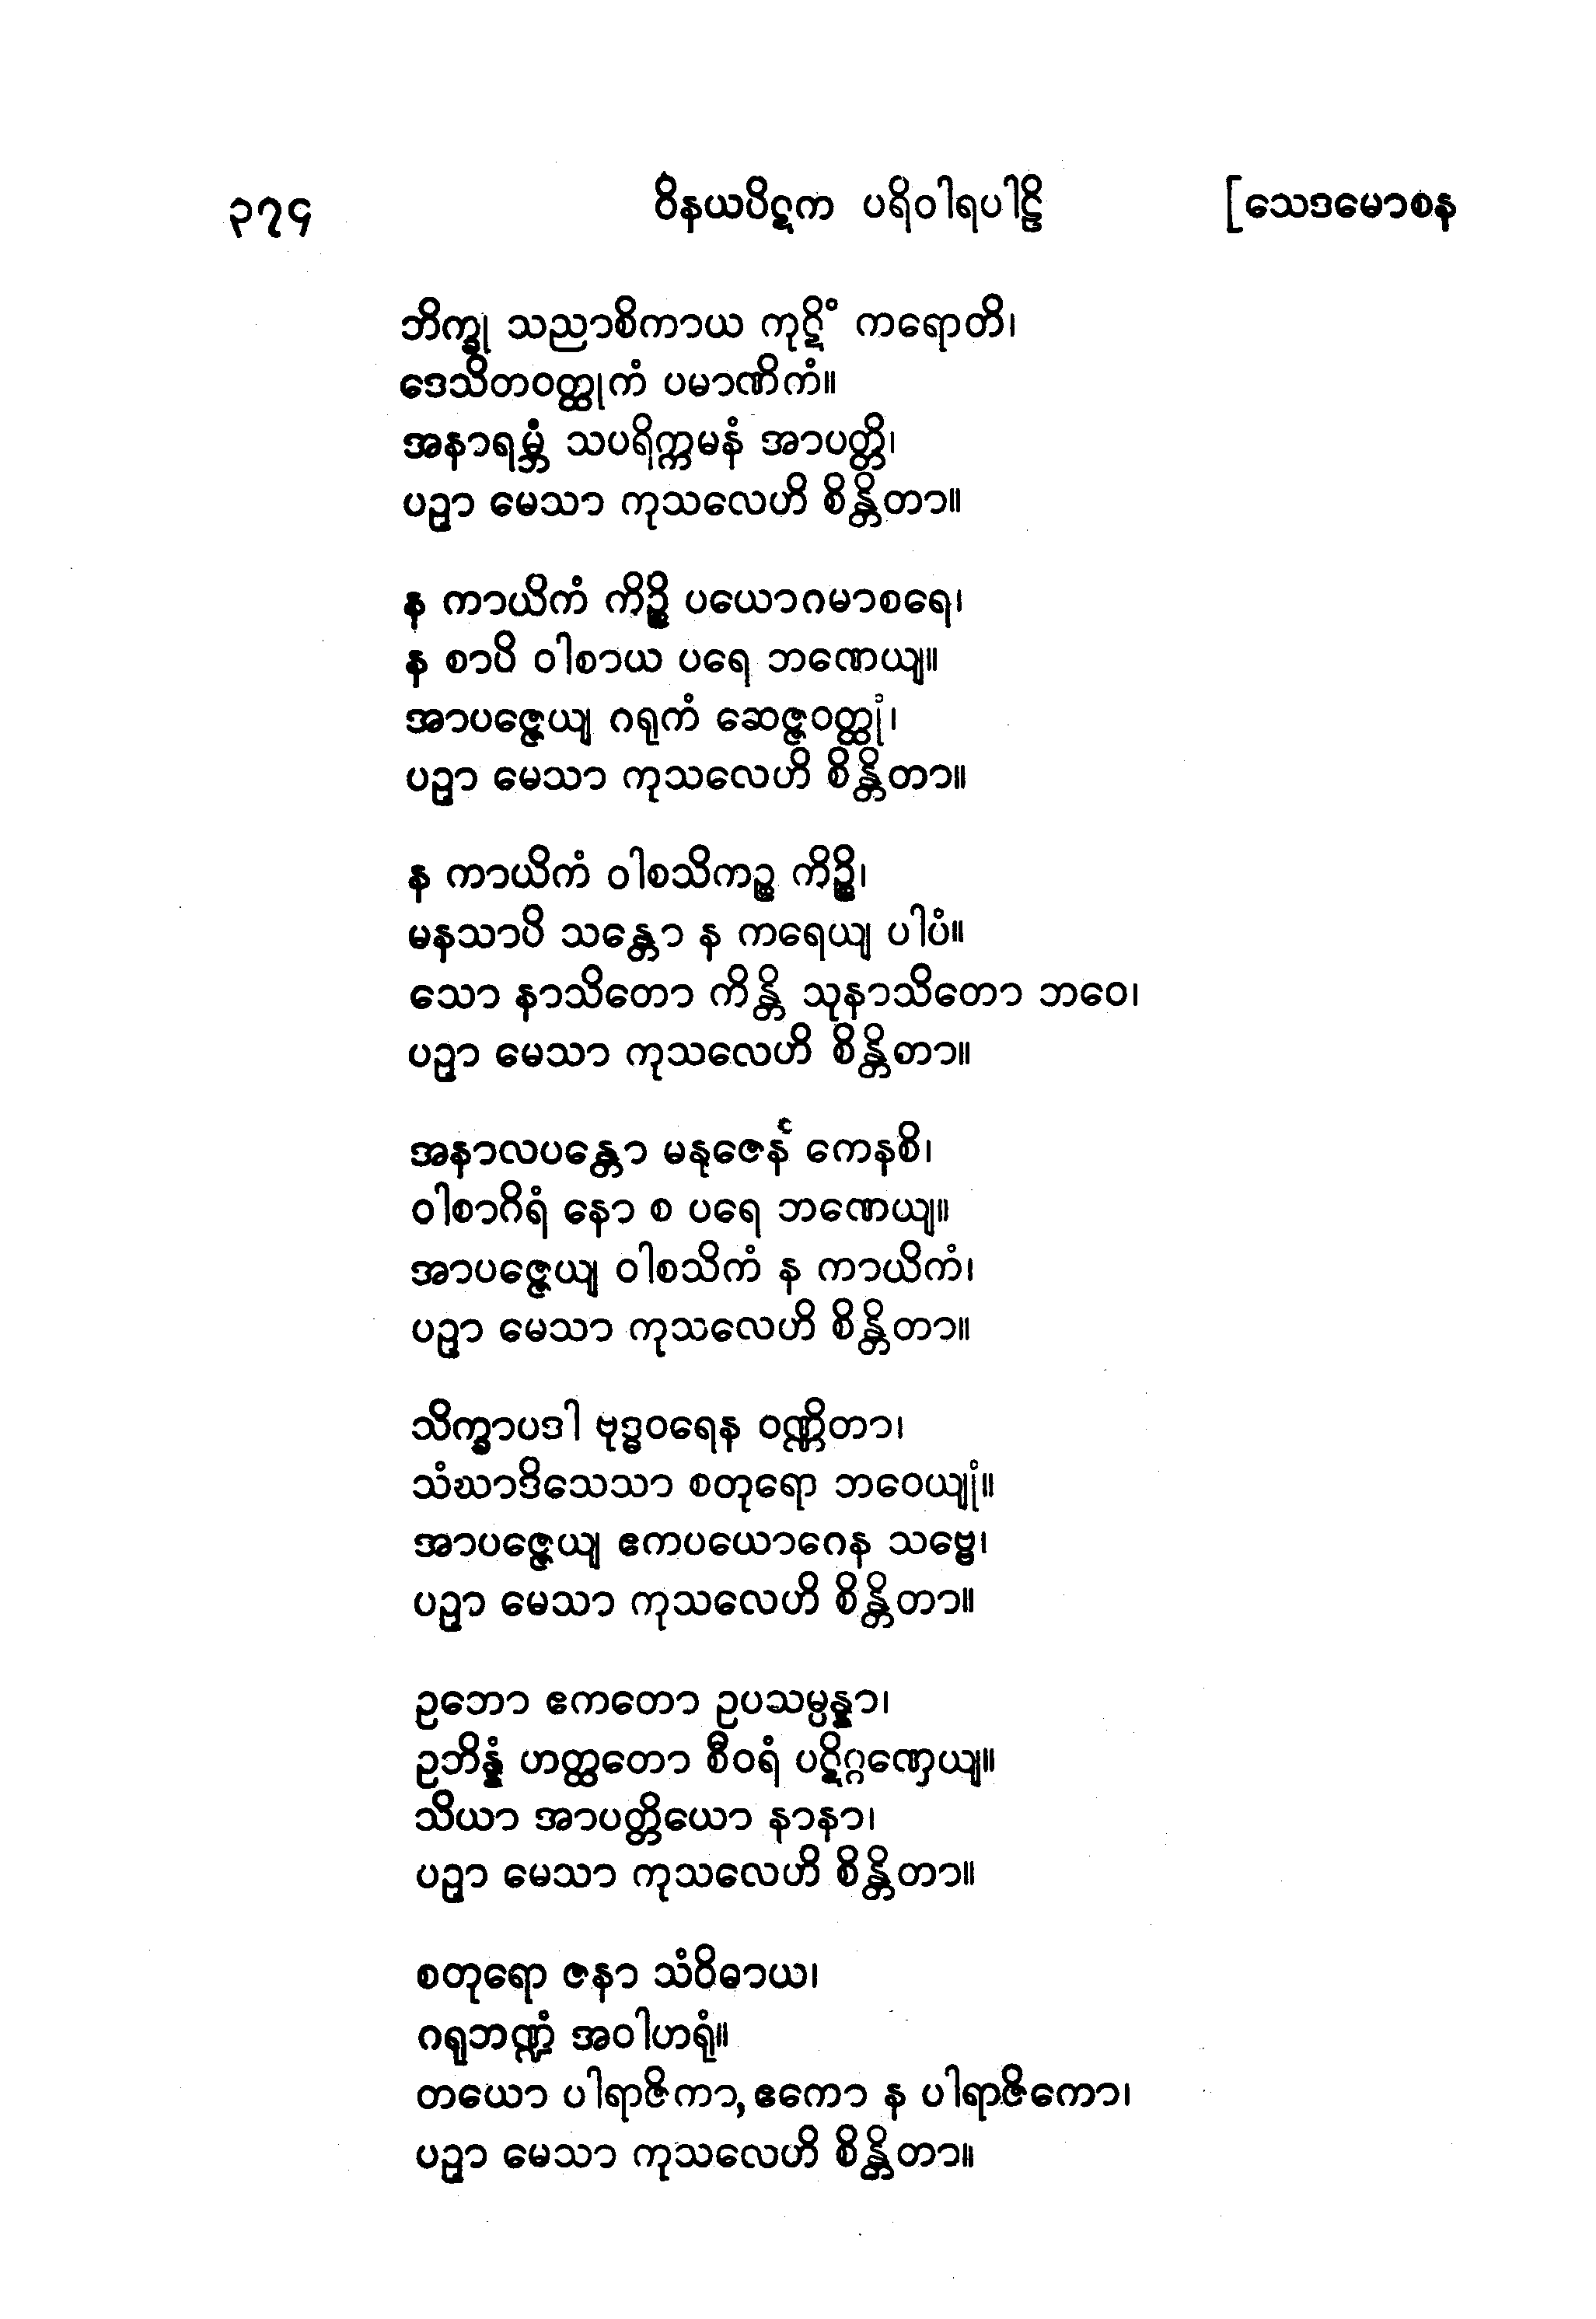 ၃၇၄ ဝိနယပိဋက ပရိဝါရပါဠိ [သေဒမောစန
ဘိက္ခု သညာစိကာယ ကုဋိံ ကရောတိ၊
ဒေသိတဝတ္ထုကံ ပမာဏိကံ။
အနာရမ္ဘံ သပရိက္ကမနံ အာပတ္တိ၊
ပဉှာ မေသာ ကုသလေဟိ စိန္တိတာ။
န ကာယိကံ ကိဉ္စိ ပယောဂမာစရေ၊
န စာပိ ဝါစာယ ပရေ ဘဏေယျ။
အာပဇ္ဇေယျ ဂရုကံ ဆေဇ္ဇဝတ္ထုံ၊
ပဉှာ မေသာ ကုသလေဟိ စိန္တိတာ။
န ကာယိကံ ဝါစသိကဉ္စ ကိဉ္စိ၊
မနသာပိ သန္တော န ကရေယျ ပါပံ။
သော နာသိတော ကိန္တိ သုနာသိတော ဘဝေ၊
ပဉှာ မေသာ ကုသလေဟိ စိန္တိတာ။
အနာလပန္တော မနုဇေန ကေနစိ၊
ဝါစာဂိရံ နော စ ပရေ ဘဏေယျ။
အာပဇ္ဇေယျ ဝါစသိကံ န ကာယိကံ၊
ပဉှာ မေသာ ကုသလေဟိ စိန္တိတာ။
သိက္ခာပဒါ ဗုဒ္ဓဝရေန ဝဏ္ဏိတာ၊
သံဃာဒိသေသာ စတုရော ဘဝေယျုံ။
အာပဇ္ဇေယျ ဧကပယောဂေန သဗ္ဗေ၊
ပဉှာ မေသာ ကုသလေဟိ စိန္တိတာ။
ဥဘော ဧကတော ဥပသမ္ပန္နာ၊
ဥဘိန္နံ ဟတ္ထတော စီဝရံ ပဋိဂ္ဂဏှေယျ။
သိယာ အာပတ္တိယော နာနာ၊
ပဉှာ မေသာ ကုသလေဟိ စိန္တိတာ။
စတုရော ဇနာ သံဝိဓာယ၊
ဂရုဘဏ္ဍံ အဝါဟရုံ။
တယော ပါရာဇိကာ, ဧကော န ပါရာဇိကော၊
ပဉှာ မေသာ ကုသလေဟိ စိန္တိတာ။